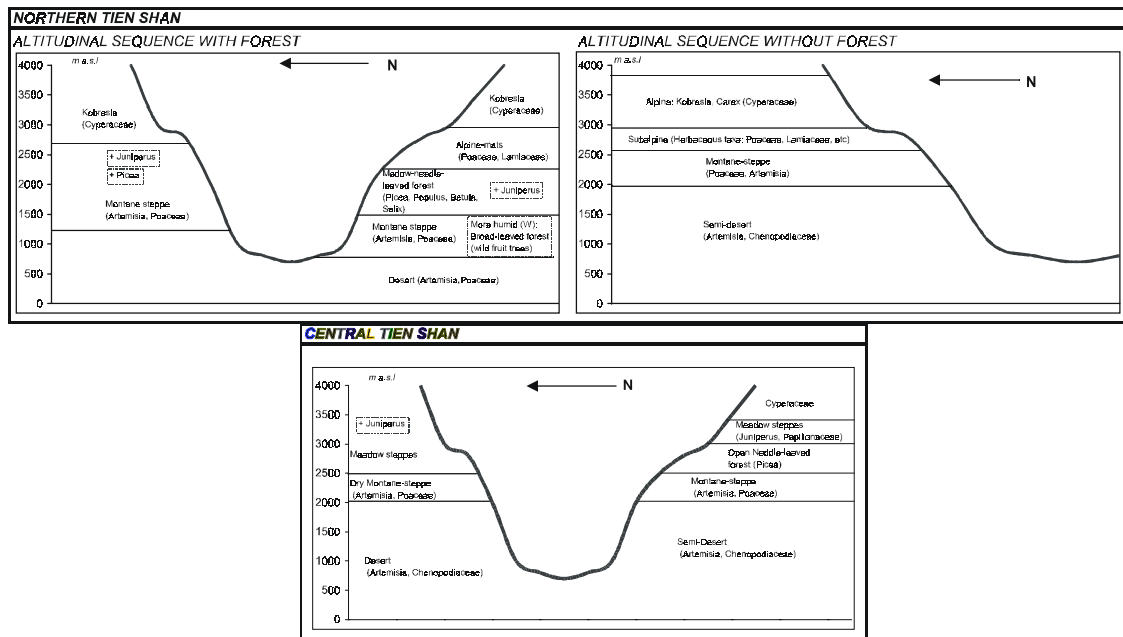 NORTHERN TIEN SHAN
ALTITUDINAL SEQUENCE WITH FOREST
m a.s.l
N
4000
3500
3000
2500
2000
1500
1000
500
0
Kobresia
(Cyperaceae)
+ Juniperus
+ Picea
Montane steppe
(Artemisia, Poaceae)
Kobresia
(Cyperaceae)
Alpine-mats
(Poaceae, Lamiaceae)
Medow-needle-
leaved forest
(Picea, Populus, Betula,
Salix)
+ Juniperus
Montane steppe
(Artemisia, Poaceae)
More humid (W):
Broad-leaved forest
(wild fruit trees)
Desert (Artemisia, Poaceae)
ALTITUDINAL SEQUENCE WITHOUT FOREST
m a.s.l
N
4000
3500
3000
2500
2000
1500
1000
500
0
Alpine: Kobresia, Carex (Cyperaceae)
Subalpine (Herbaceous taxa: Poaceae, Lamiaceae, etc)
Montane-steppe
(Poaceae, Artemisia)
Semi-desert
(Artemisia, Chenopodiaceae)
CENTRAL TIEN SHAN
m a.s.l
N
4000
3500
3000
2500
2000
1500
1000
500
0
+ Juniperus
Meadow steppes
Dry Montane-steppe
(Artemisia, Poaceae)
Desert
(Artemisia, Chenopodiaceae)
Cyperaceae
Meadow steppes
(Juniperus, Papilionaceae)
Open Neddle-leaved
forest (Picea)
Montane-steppe
(Artemisia, Poaceae)
Semi-Desert
(Artemisia, Chenopodiaceae)